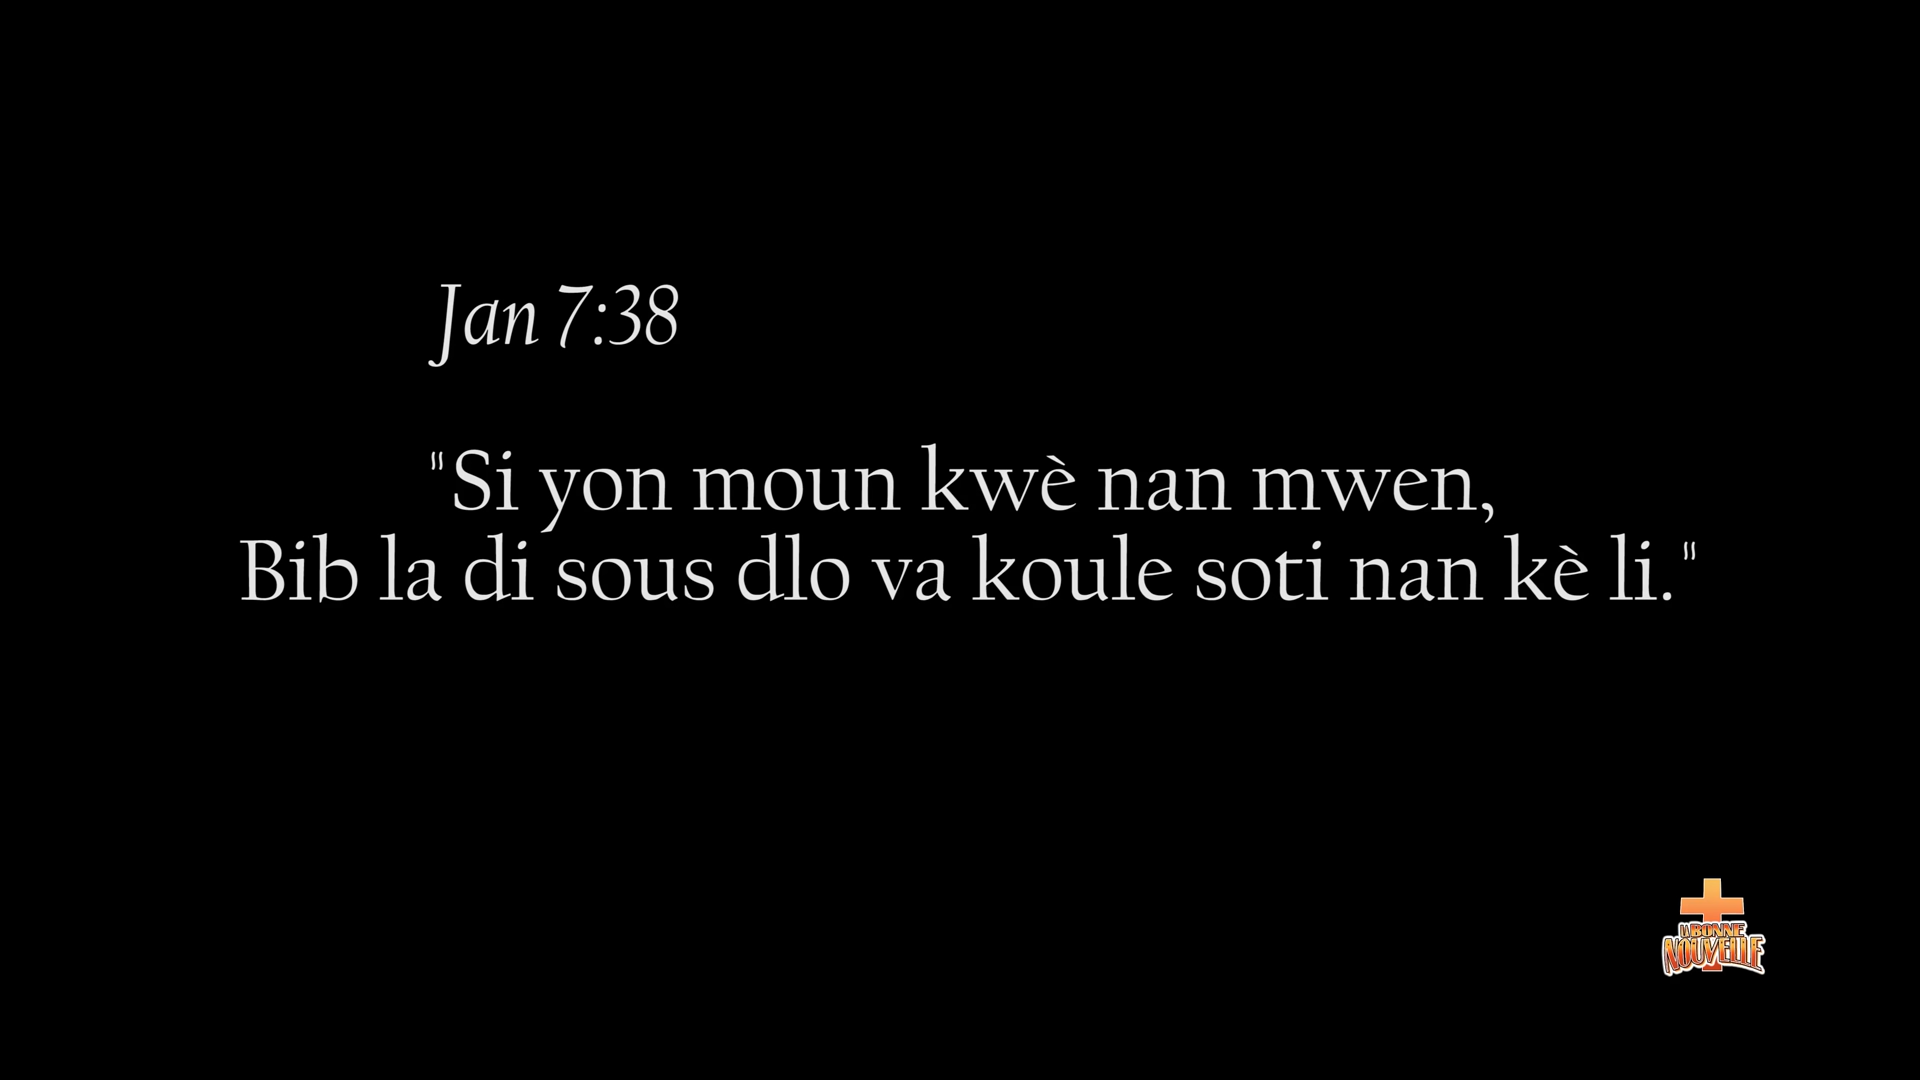 Jan 7:38
"Si yon moun kwè nan mwen,
Bib la di sous dlo va koule soti nan kè li."
LA BONNE
NOUVELLE